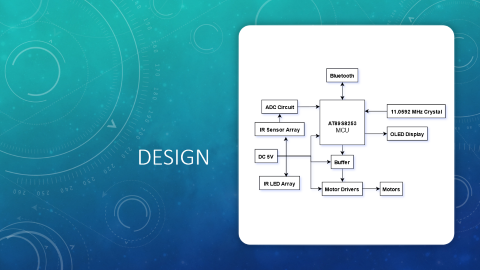 DESIGN
Bluetooth
ADC Circuit
AT89S8253
MCU
11.0592 MHz Crystal
IR Sensor Array
OLED Display
DC 5V
Buffer
IR LED Array
Motor Drivers
Motors